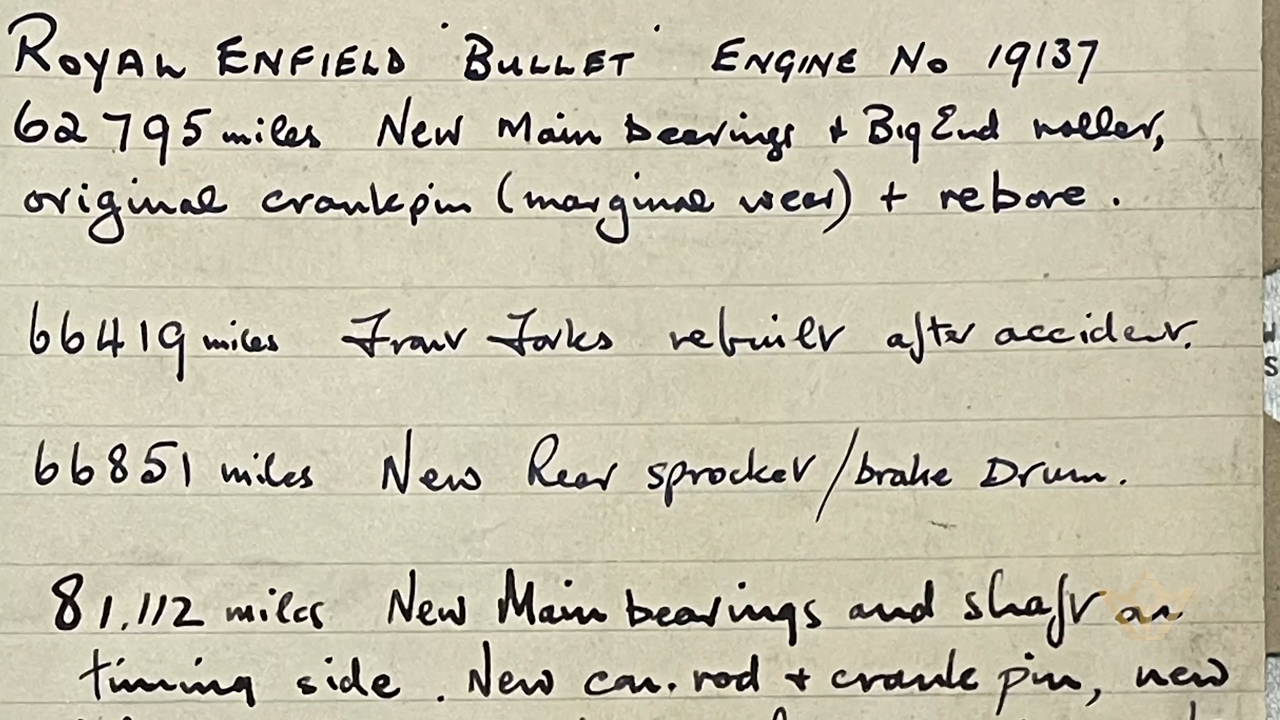 ROYAL ENFIELD 'BULLET' ENGINE No 19137
62795 miles New Main bearings + Big End roller,
original crankpin (marginal wear) + rebore.
66419 miles Front Forks rebuilt after accident.
66851 miles New Rear sprocket/brake Drum.
81,112 miles New Main bearings and shaft on
timing side. New con. rod + crank pin, new